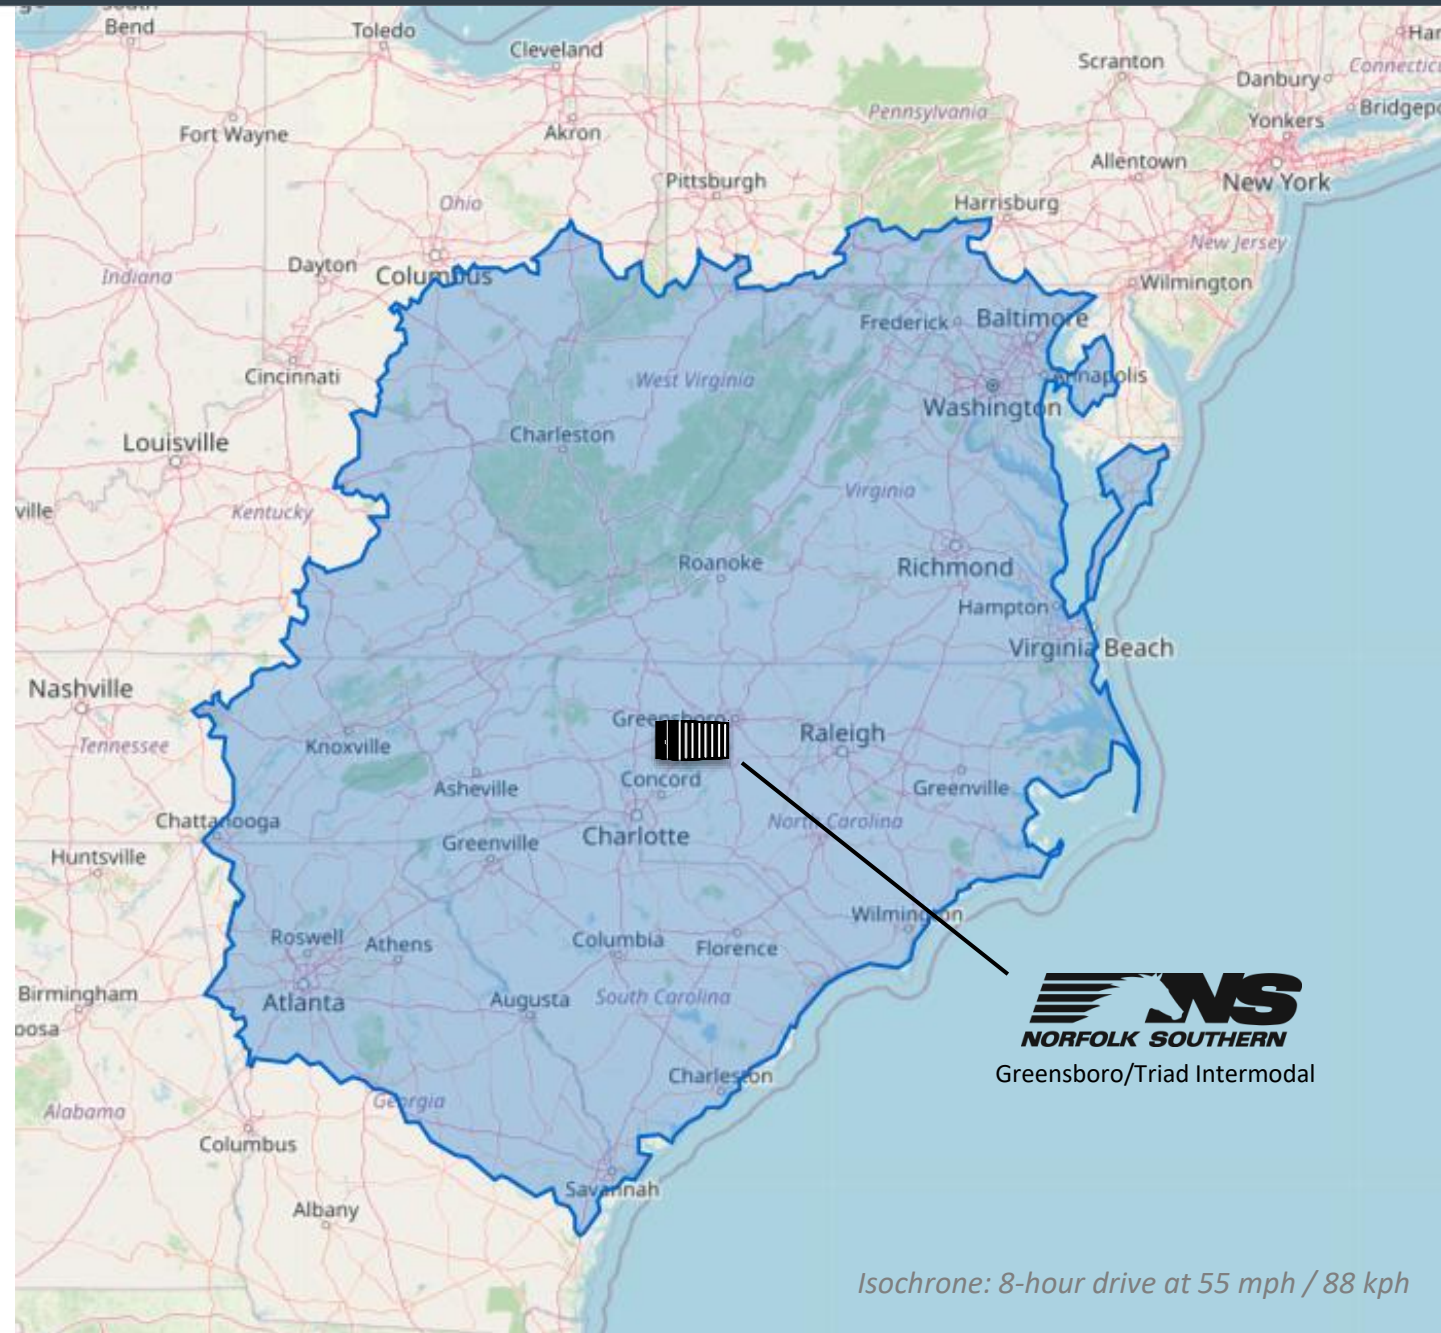 Bend
Toledo
Cleveland
Scranton
Danbury
Connecticu
Bridgepo
Yonkers
Fort Wayne
Akron
Pennsylvania
Allentown
New York
Pittsburgh
Ohio
Harrisburg
New Jersey
Indiana
Dayton
Columbus
Wilmington
Frederick
Baltimore
Cincinnati
West Virginia
Annapolis
Washington
Louisville
Charleston
Virginia
ville
Kentucky
Roanoke
Richmond
Hampton
Virginia Beach
Nashville
Tennessee
Knoxville
Greensboro
Raleigh
Asheville
Concord
Greenville
Chattanooga
Greenville
Charlotte
North Carolina
Huntsville
Wilmington
Roswell
Athens
Columbia
Florence
Birmingham
Atlanta
Augusta
South Carolina
oosa
NS
NORFOLK SOUTHERN
Greensboro/Triad Intermodal
Charleston
Alabama
Georgia
Columbus
Savannah
Albany
Isochrone: 8-hour drive at 55 mph / 88 kph